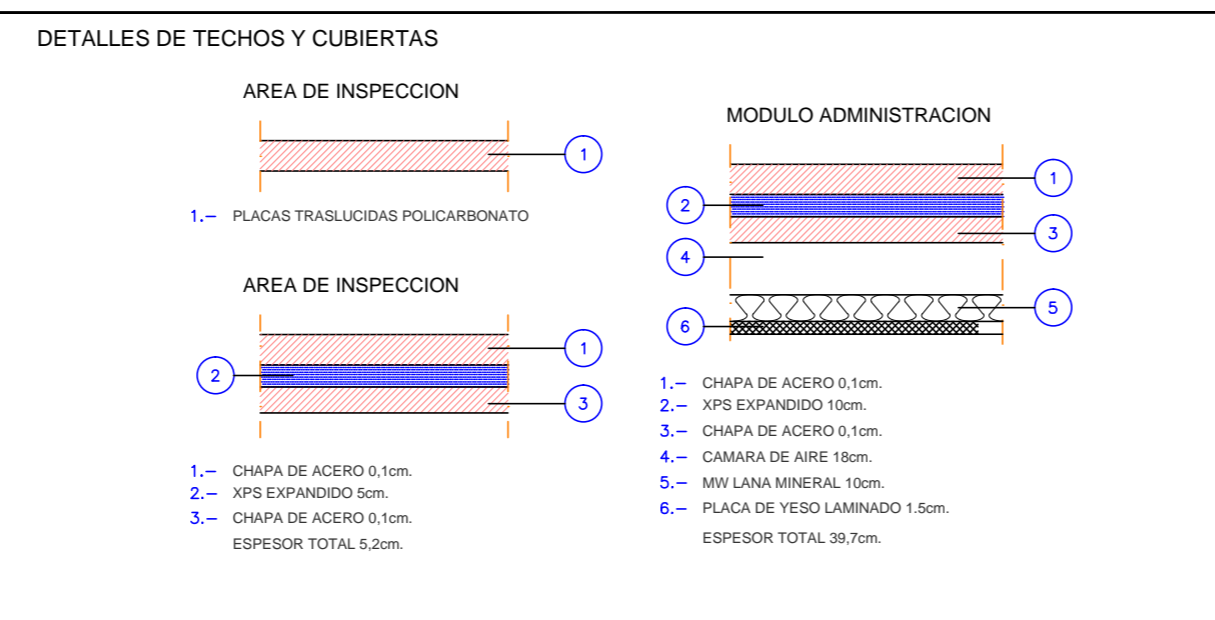 DETALLES DE TECHOS Y CUBIERTAS
AREA DE INSPECCION
1
1.– PLACAS TRASLUCIDAS POLICARBONATO
AREA DE INSPECCION
1
2
3
1.– CHAPA DE ACERO 0,1cm.
2.– XPS EXPANDIDO 5cm.
3.– CHAPA DE ACERO 0,1cm.
ESPESOR TOTAL 5,2cm.
MODULO ADMINISTRACION
1
2
3
4
5
6
1.– CHAPA DE ACERO 0,1cm.
2.– XPS EXPANDIDO 10cm.
3.– CHAPA DE ACERO 0,1cm.
4.– CAMARA DE AIRE 18cm.
5.– MW LANA MINERAL 10cm.
6.– PLACA DE YESO LAMINADO 1.5cm.
ESPESOR TOTAL 39,7cm.